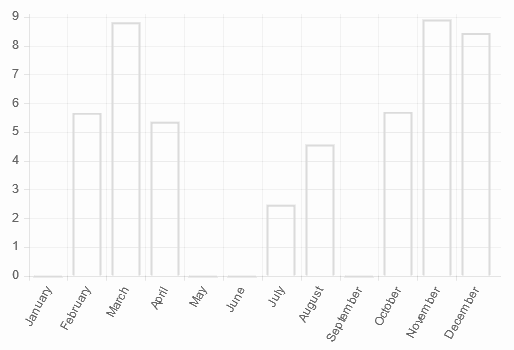 9
8
7
6
5
4
3
2
1
0
January
February
March
April
May
June
July
August
September
October
November
December